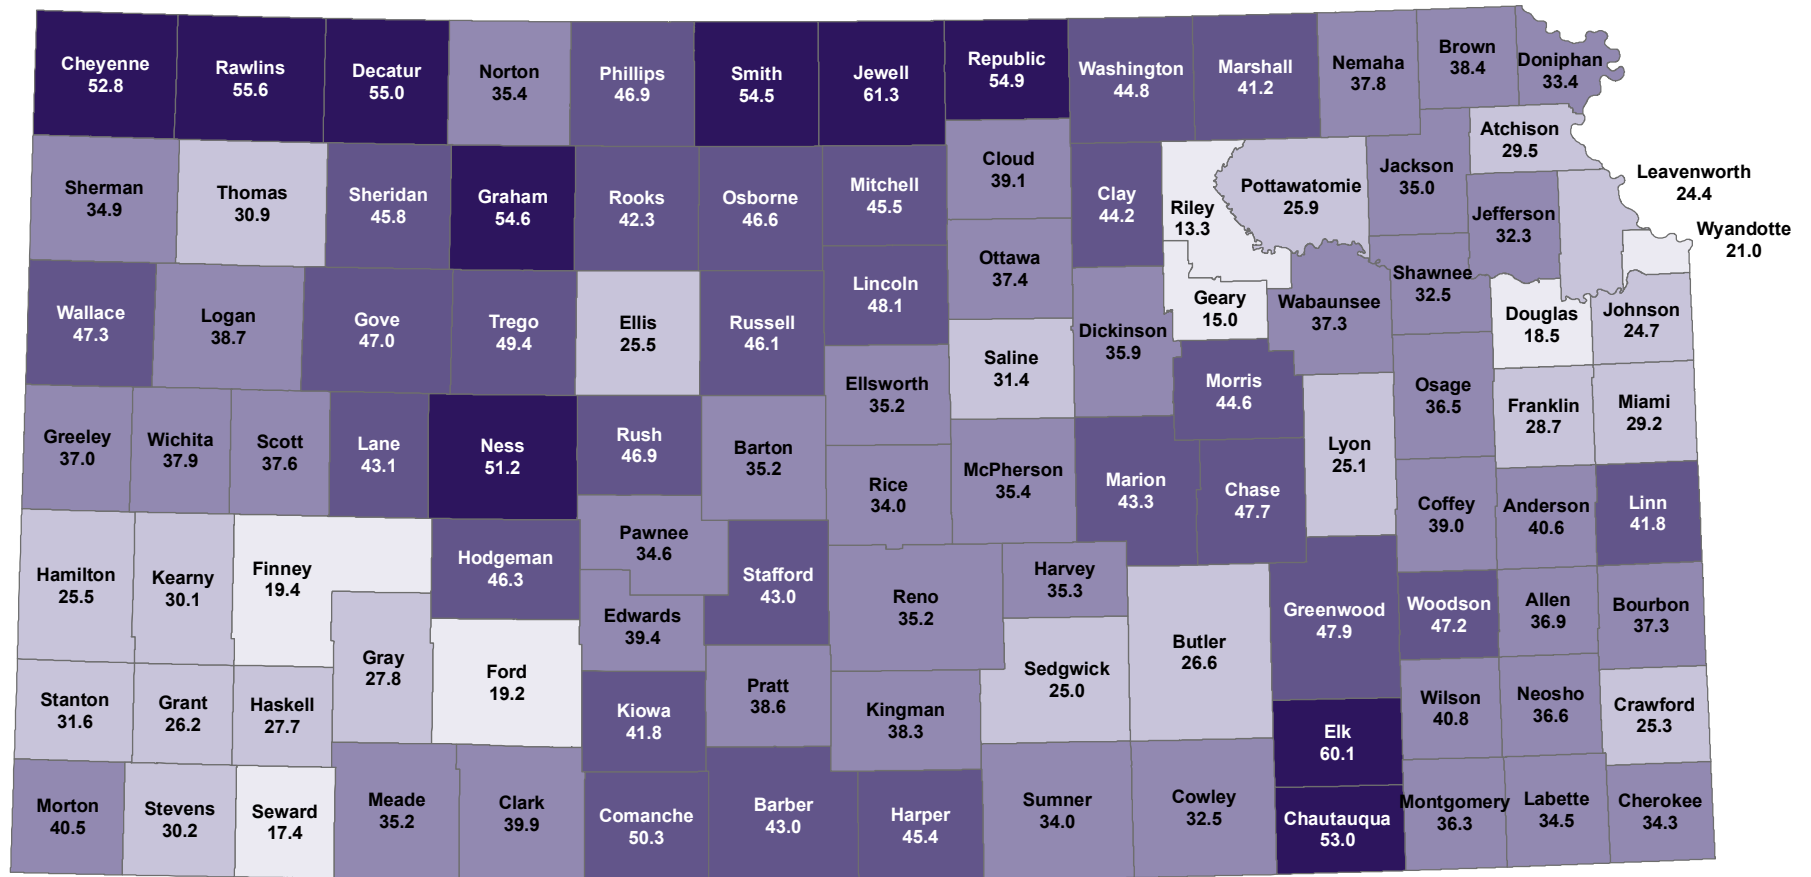 Cheyenne
52.8
Rawlins
55.6
Decatur
55.0
Norton
35.4
Phillips
46.9
Smith
54.5
Jewell
61.3
Republic
54.9
Washington
44.8
Marshall
41.2
Nemaha
37.8
Brown
38.4
Doniphan
33.4
Sherman
34.9
Thomas
30.9
Sheridan
45.8
Graham
54.6
Rooks
42.3
Osborne
46.6
Mitchell
45.5
Cloud
39.1
Clay
44.2
Riley
13.3
Pottawatomie
25.9
Jackson
35.0
Atchison
29.5
Jefferson
32.3
Leavenworth
24.4
Wyandotte
21.0
Wallace
47.3
Logan
38.7
Gove
47.0
Trego
49.4
Ellis
25.5
Russell
46.1
Lincoln
48.1
Ottawa
37.4
Saline
31.4
Dickinson
35.9
Geary
15.0
Wabaunsee
37.3
Shawnee
32.5
Douglas
18.5
Johnson
24.7
Greeley
37.0
Wichita
37.9
Scott
37.6
Lane
43.1
Ness
51.2
Rush
46.9
Barton
35.2
Ellsworth
35.2
Rice
34.0
McPherson
35.4
Marion
43.3
Morris
44.6
Chase
47.7
Lyon
25.1
Osage
36.5
Franklin
28.7
Miami
29.2
Coffey
39.0
Anderson
40.6
Linn
41.8
Hamilton
25.5
Kearny
30.1
Finney
19.4
Hodgeman
46.3
Pawnee
34.6
Edwards
39.4
Stafford
43.0
Reno
35.2
Harvey
35.3
Sedgwick
25.0
Butler
26.6
Greenwood
47.9
Woodson
47.2
Allen
36.9
Bourbon
37.3
Stanton
31.6
Grant
26.2
Haskell
27.7
Gray
27.8
Ford
19.2
Kiowa
41.8
Pratt
38.6
Kingman
38.3
Elk
60.1
Wilson
40.8
Neosho
36.6
Crawford
25.3
Morton
40.5
Stevens
30.2
Seward
17.4
Meade
35.2
Clark
39.9
Comanche
50.3
Barber
43.0
Harper
45.4
Sumner
34.0
Cowley
32.5
Chautauqua
53.0
Montgomery
36.3
Labette
34.5
Cherokee
34.3